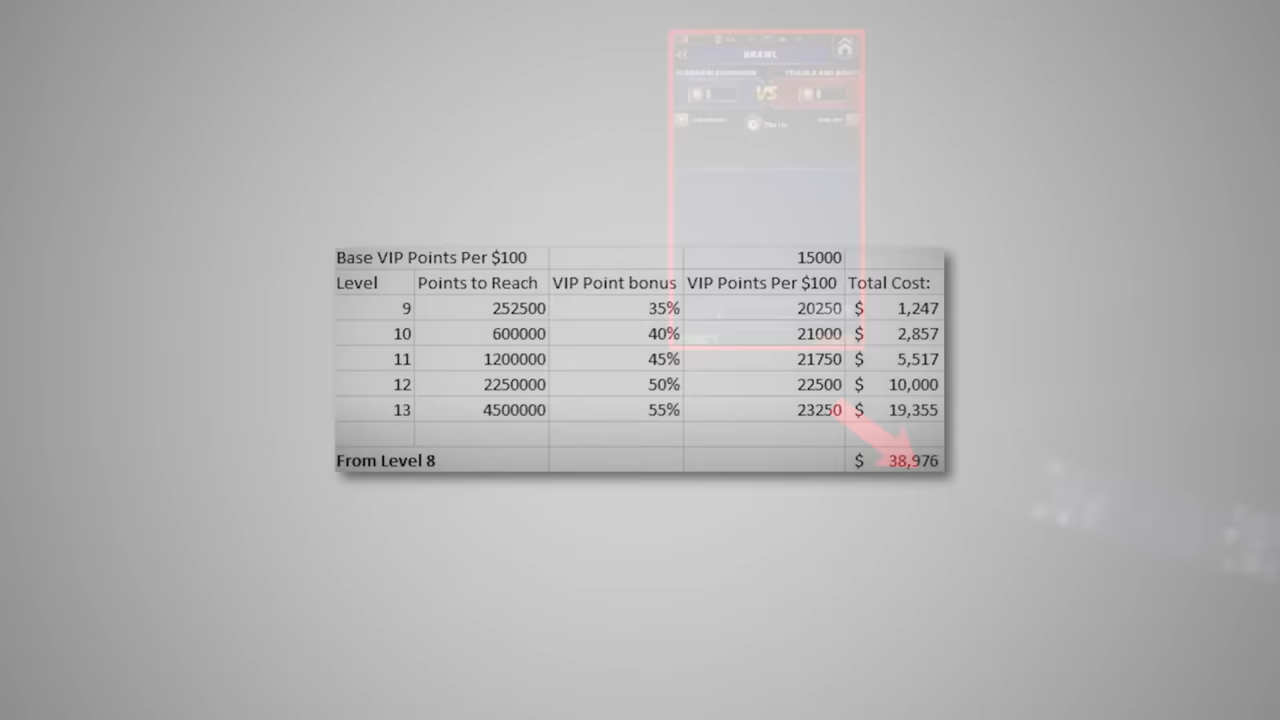 BRAWL
VS
Base VIP Points Per $100 15000
Level Points to Reach VIP Point bonus VIP Points Per $100 Total Cost:
9 252500 35% 20250 $ 1,247
10 600000 40% 21000 $ 2,857
11 1200000 45% 21750 $ 5,517
12 2250000 50% 22500 $ 10,000
13 4500000 55% 23250 $ 19,355
From Level 8 $ 38,976